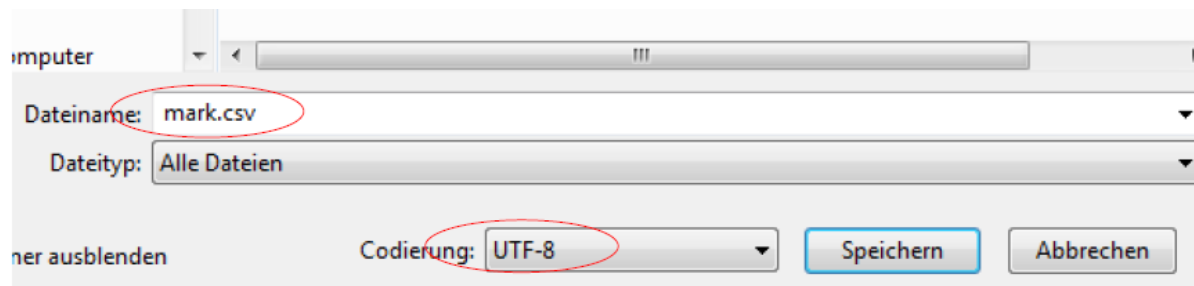 omputer
Dateiname: mark.csv
Dateityp: Alle Dateien
ner ausblenden Codierung: UTF-8 Speichern Abbrechen